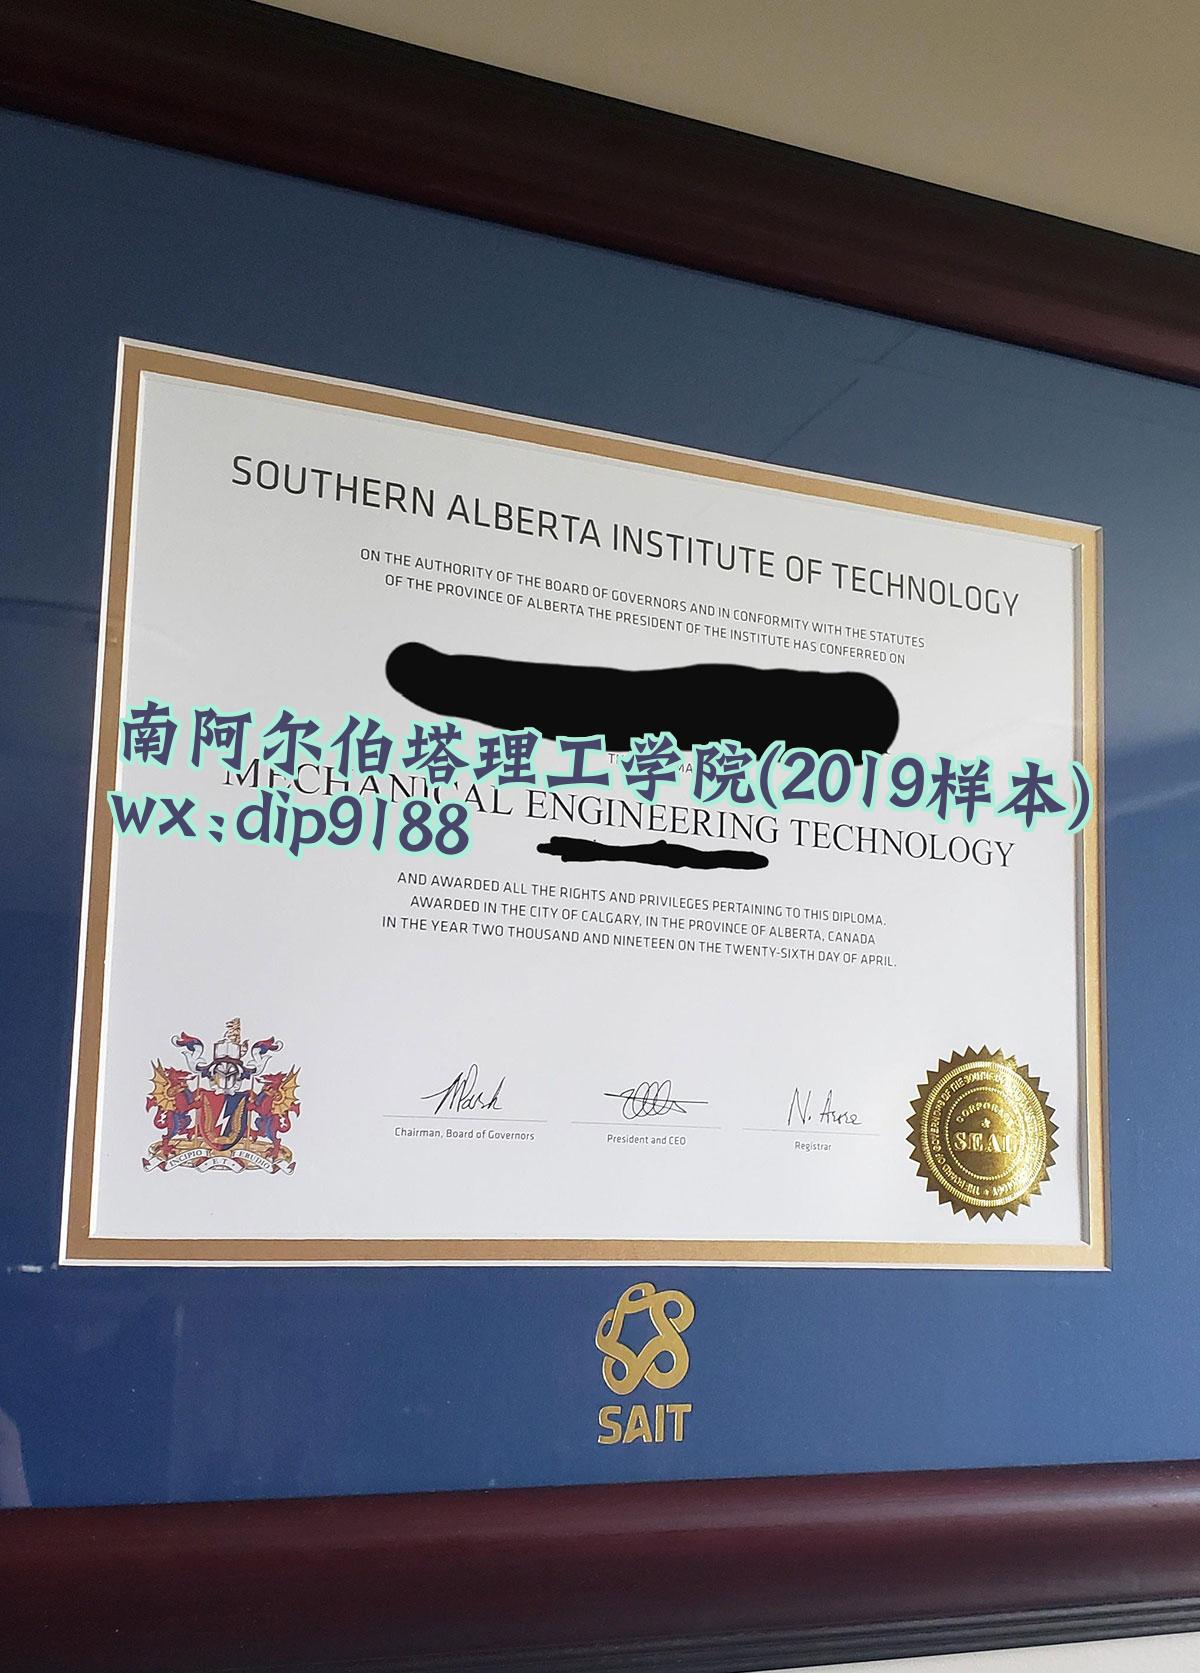 SOUTHERN ALBERTA INSTITUTE OF TECHNOLOGY
ON THE AUTHORITY OF THE BOARD OF GOVERNORS AND IN CONFORMITY WITH THE STATUTES
OF THE PROVINCE OF ALBERTA THE PRESIDENT OF THE INSTITUTE HAS CONFERRED ON
南阿尔伯塔理工学院(2019样本)
MECHANICAL ENGINEERING TECHNOLOGY
wx:dip9188
AND AWARDED ALL THE RIGHTS AND PRIVILEGES PERTAINING TO THIS DIPLOMA.
AWARDED IN THE CITY OF CALGARY, IN THE PROVINCE OF ALBERTA, CANADA
IN THE YEAR TWO THOUSAND AND NINETEEN ON THE TWENTY-SIXTH DAY OF APRIL.
Chairman, Board of Governors
President and CEO
Registrar
INCIPIO ET ERUDIO
SEAL
SAIT